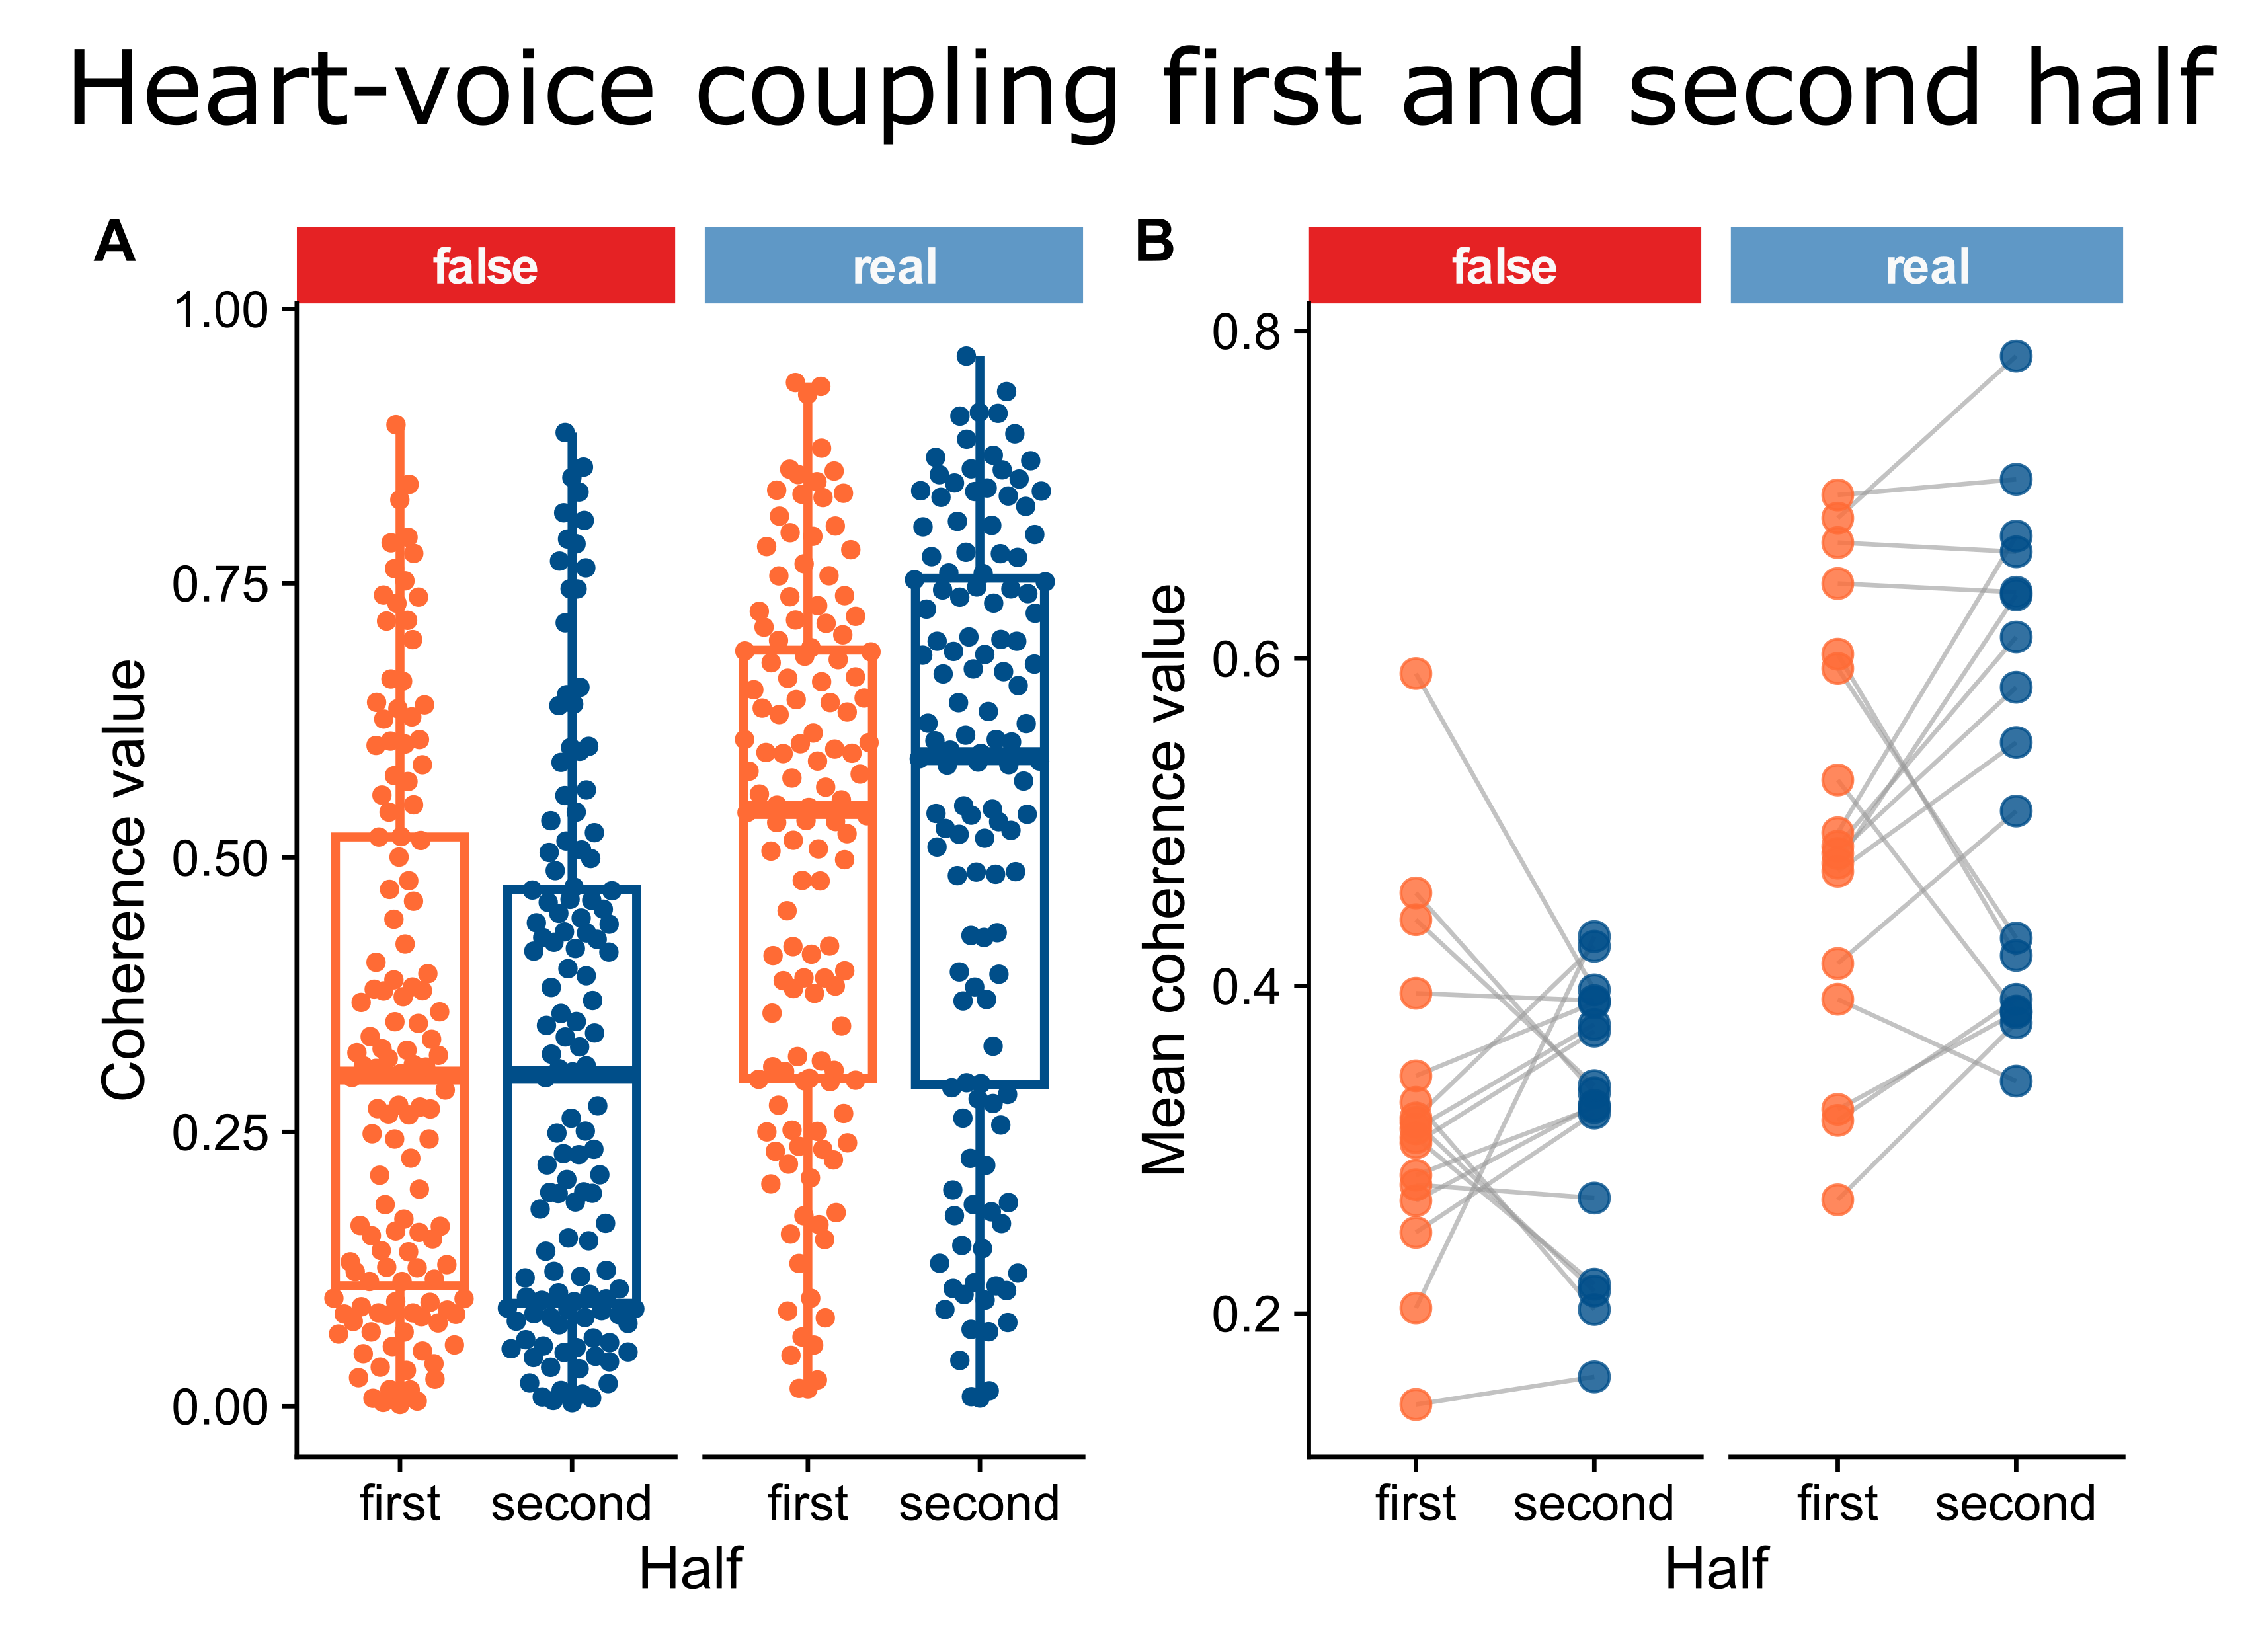 Heart-voice coupling first and second half
A
false
real
Coherence value
1.00
0.75
0.50
0.25
0.00
first
second
first
second
Half
B
false
real
Mean coherence value
0.8
0.6
0.4
0.2
first
second
first
second
Half